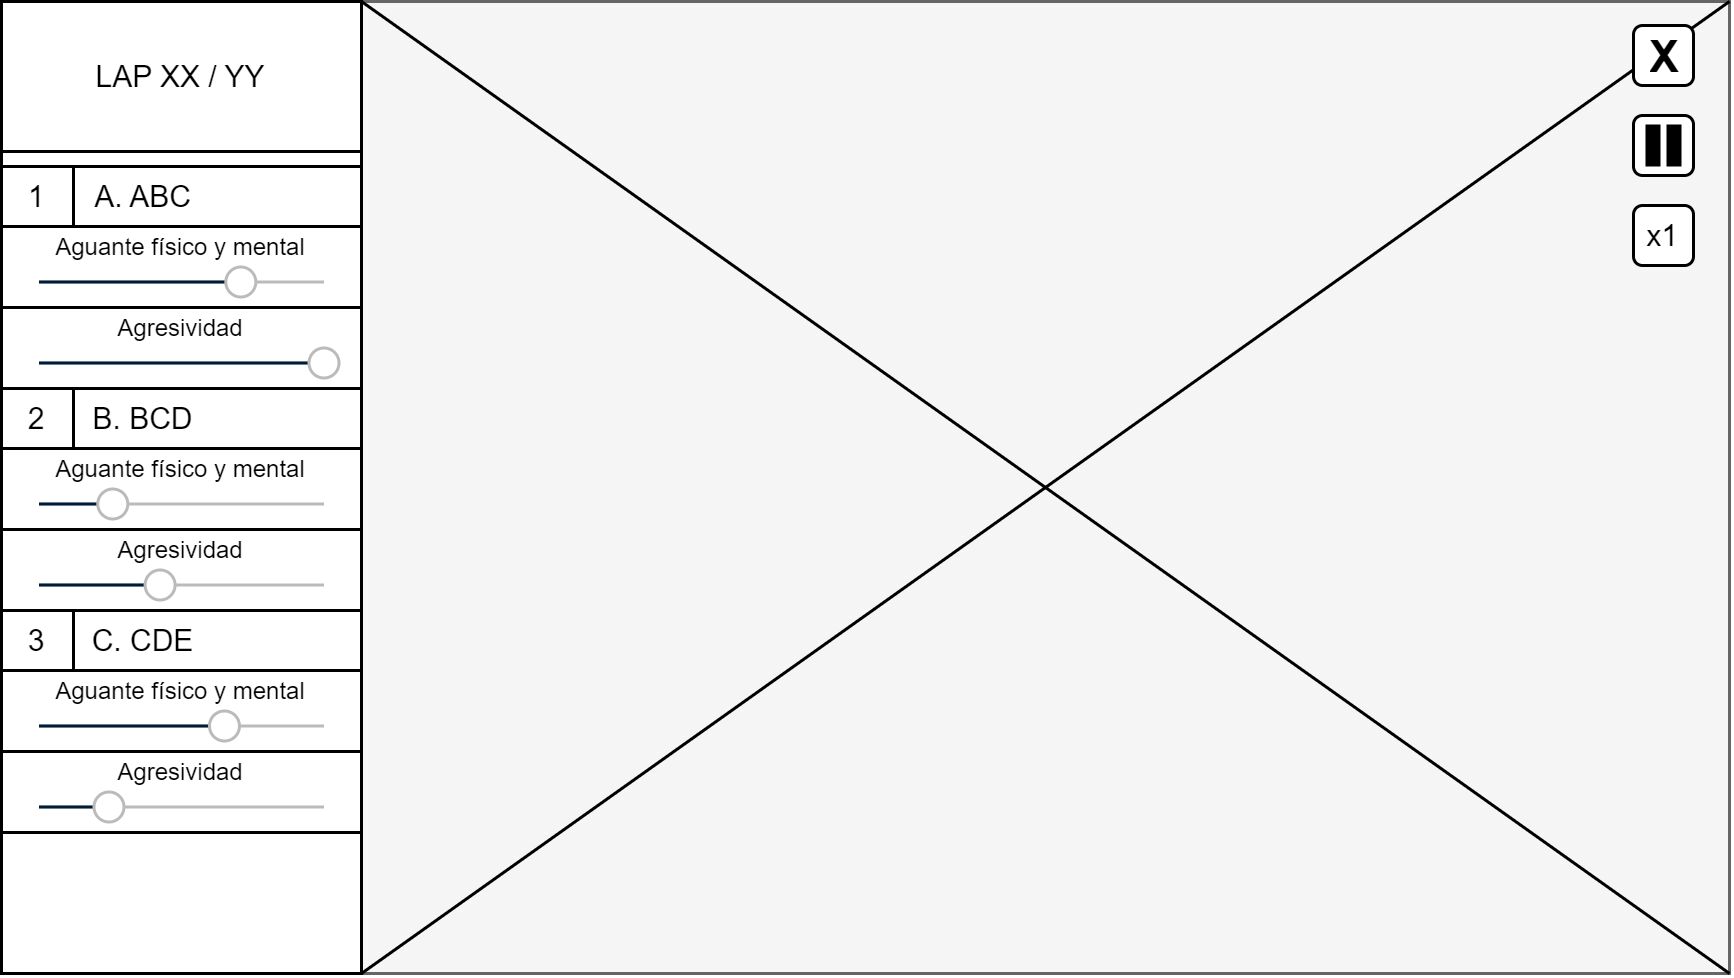 LAP XX / YY
1 A. ABC
Aguante físico y mental
Agresividad
2 B. BCD
Aguante físico y mental
Agresividad
3 C. CDE
Aguante físico y mental
Agresividad
X
x1